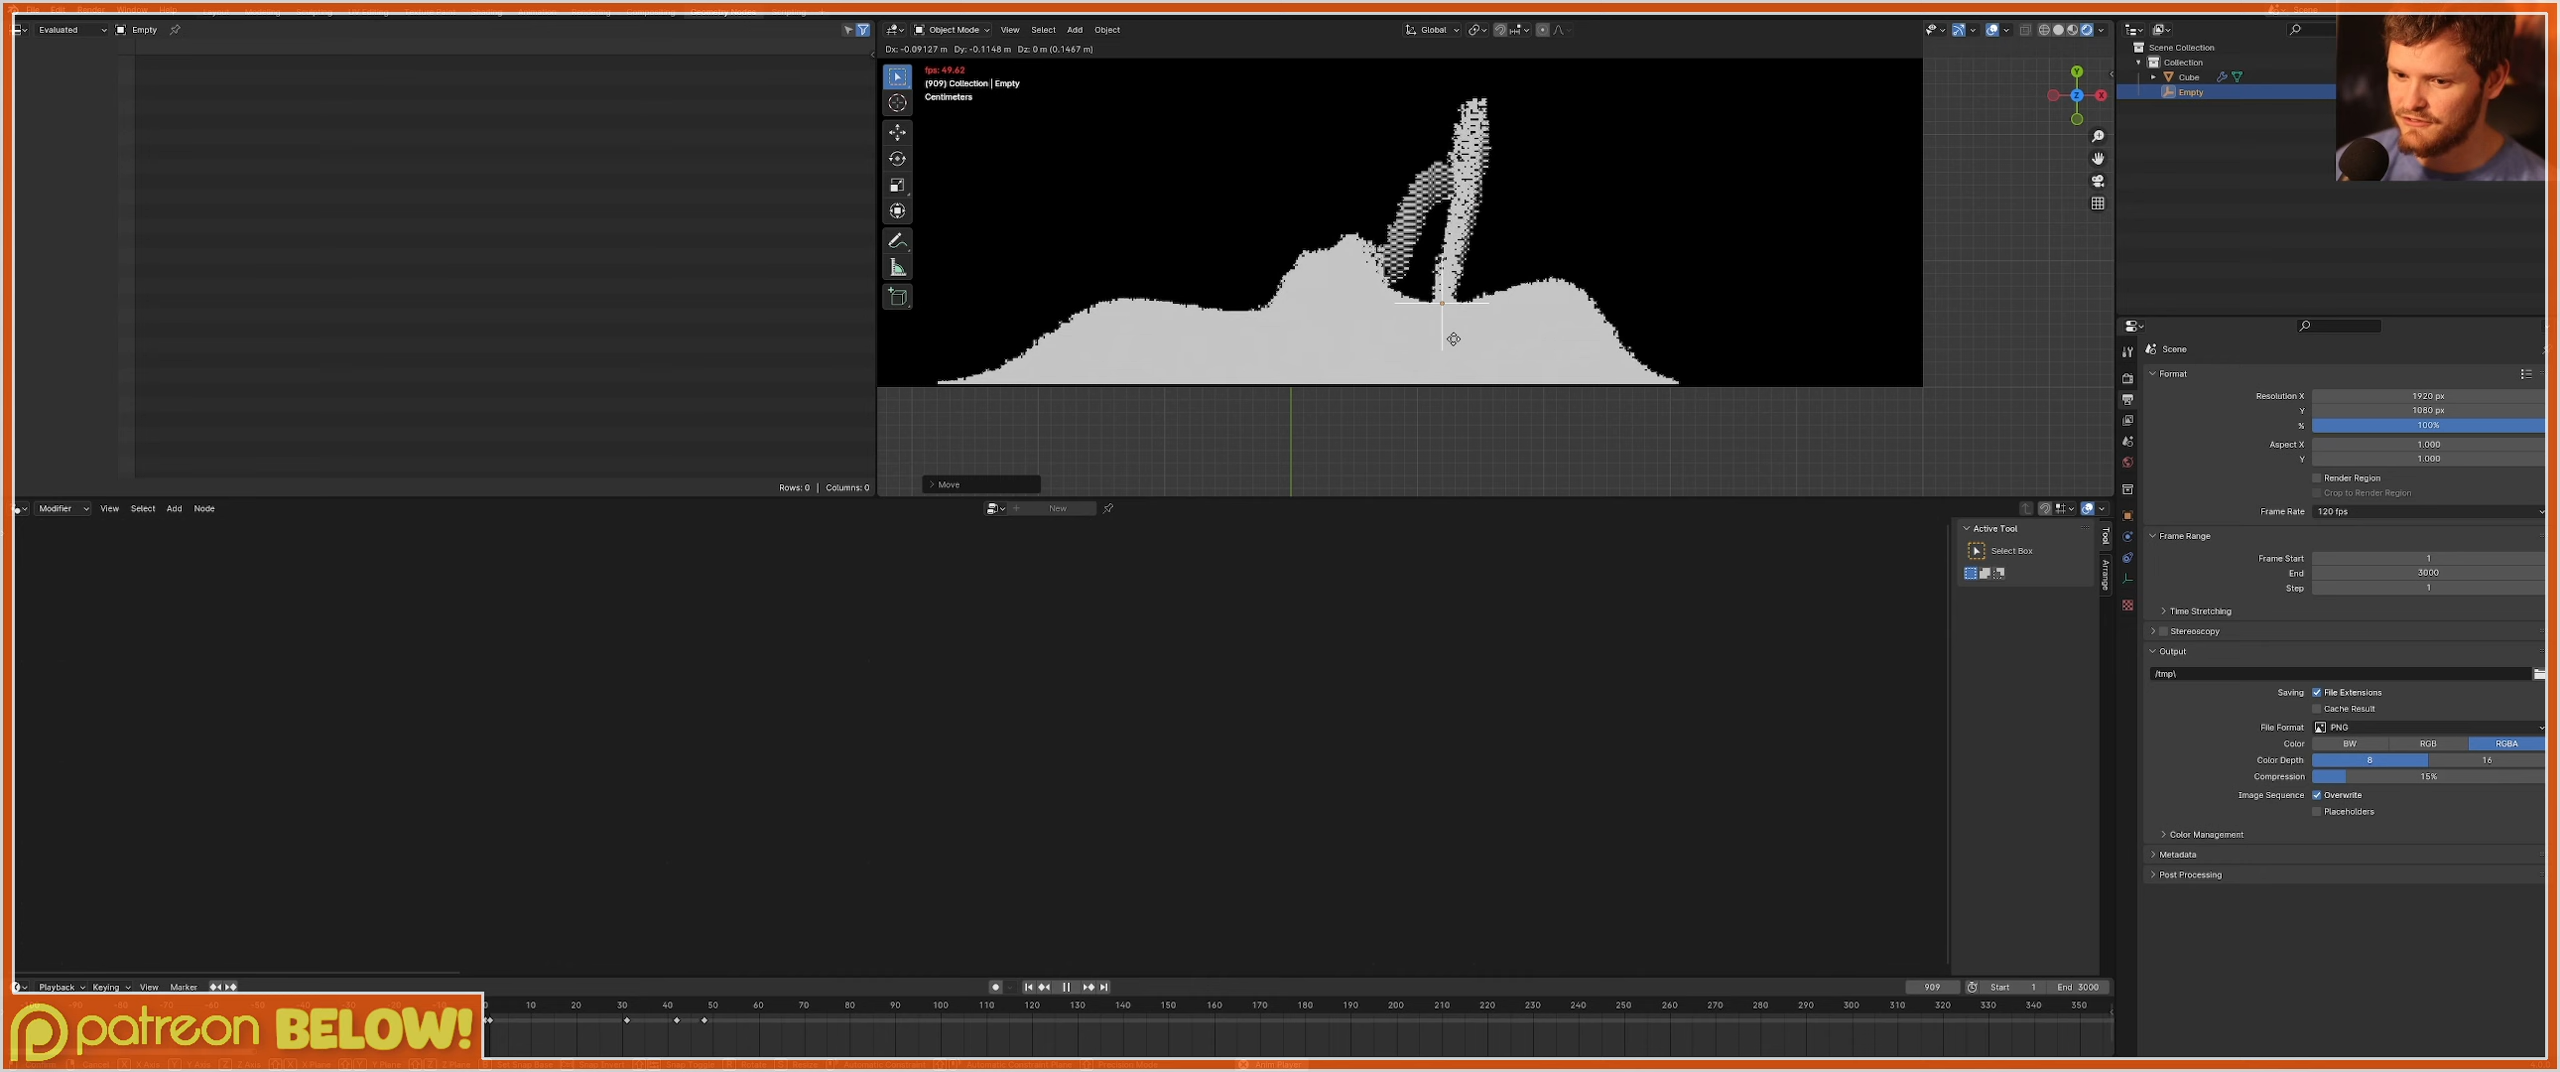 File Edit Render Window Help
Evaluated Empty
Object Mode View Select Add Object Global
Dx: -0.09127 m Dy: -0.1148 m Dz: 0 m (0.1467 m)
fps: 49.62
(909) Collection | Empty
Centimeters
Y
Z
X
Scene Collection
Collection
Cube
Empty
Scene
Format
Resolution X 1920 px
Y 1080 px
% 100%
Aspect X 1.000
Y 1.000
Render Region
Crop to Render Region
Frame Rate 120 fps
Frame Range
Frame Start 1
End 3000
Step 1
Time Stretching
Stereoscopy
Output
/tmp\
Saving File Extensions
Cache Result
File Format PNG
Color BW RGB RGBA
Color Depth 8 16
Compression 15%
Image Sequence Overwrite
Placeholders
Color Management
Metadata
Post Processing
Rows: 0 | Columns: 0
Move
Modifier View Select Add Node
New
Active Tool
Select Box
Tool
Arrange
Playback Keying View Marker
909 Start 1 End 3000
10 20 30 40 50 60 70 80 90 100 110 120 130 140 150 160 170 180 190 200 210 220 230 240 250 260 270 280 290 300 310 320 330 340 350
patreon BELOW!